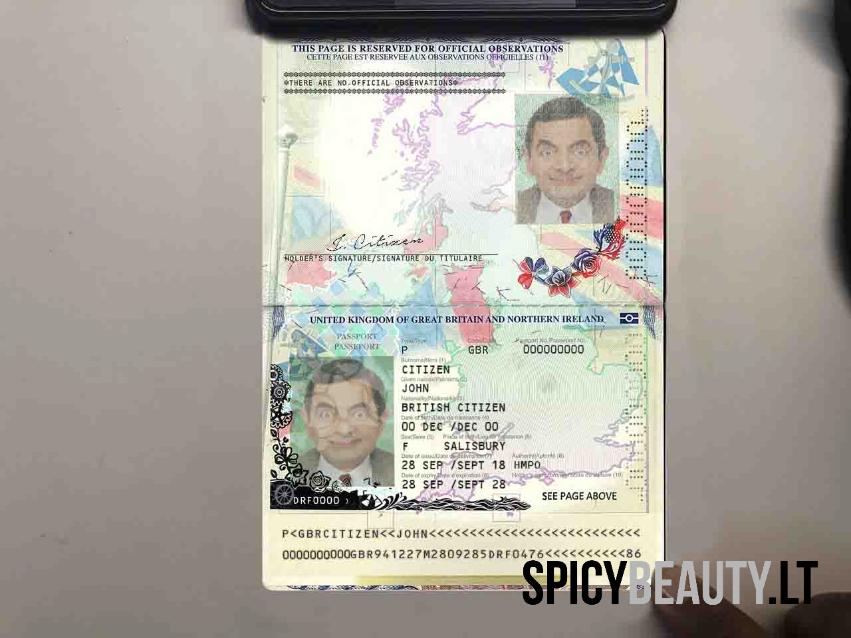 THIS PAGE IS RESERVED FOR OFFICIAL OBSERVATIONS
CETTE PAGE EST RESERVEE AUX OBSERVATIONS OFFICIELLES (11)
*THERE ARE NO OFFICIAL OBSERVATIONS*
J. Citizen
HOLDER'S SIGNATURE/SIGNATURE DU TITULAIRE
UNITED KINGDOM OF GREAT BRITAIN AND NORTHERN IRELAND
PASSPORT
PASSEPORT
P GBR 000000000
CITIZEN
JOHN
BRITISH CITIZEN
00 DEC /DEC 00
F SALISBURY
28 SEP /SEPT 18 HMPO
28 SEP /SEPT 28
SEE PAGE ABOVE
DRF0000
P<GBRCITIZEN<<JOHN<<<<<<<<<<<<<<<<<<<<<<<<<<
0000000000GBR941227M2809285DRF0476<<<<<<<<<<86
SPICYBEAUTY.LT